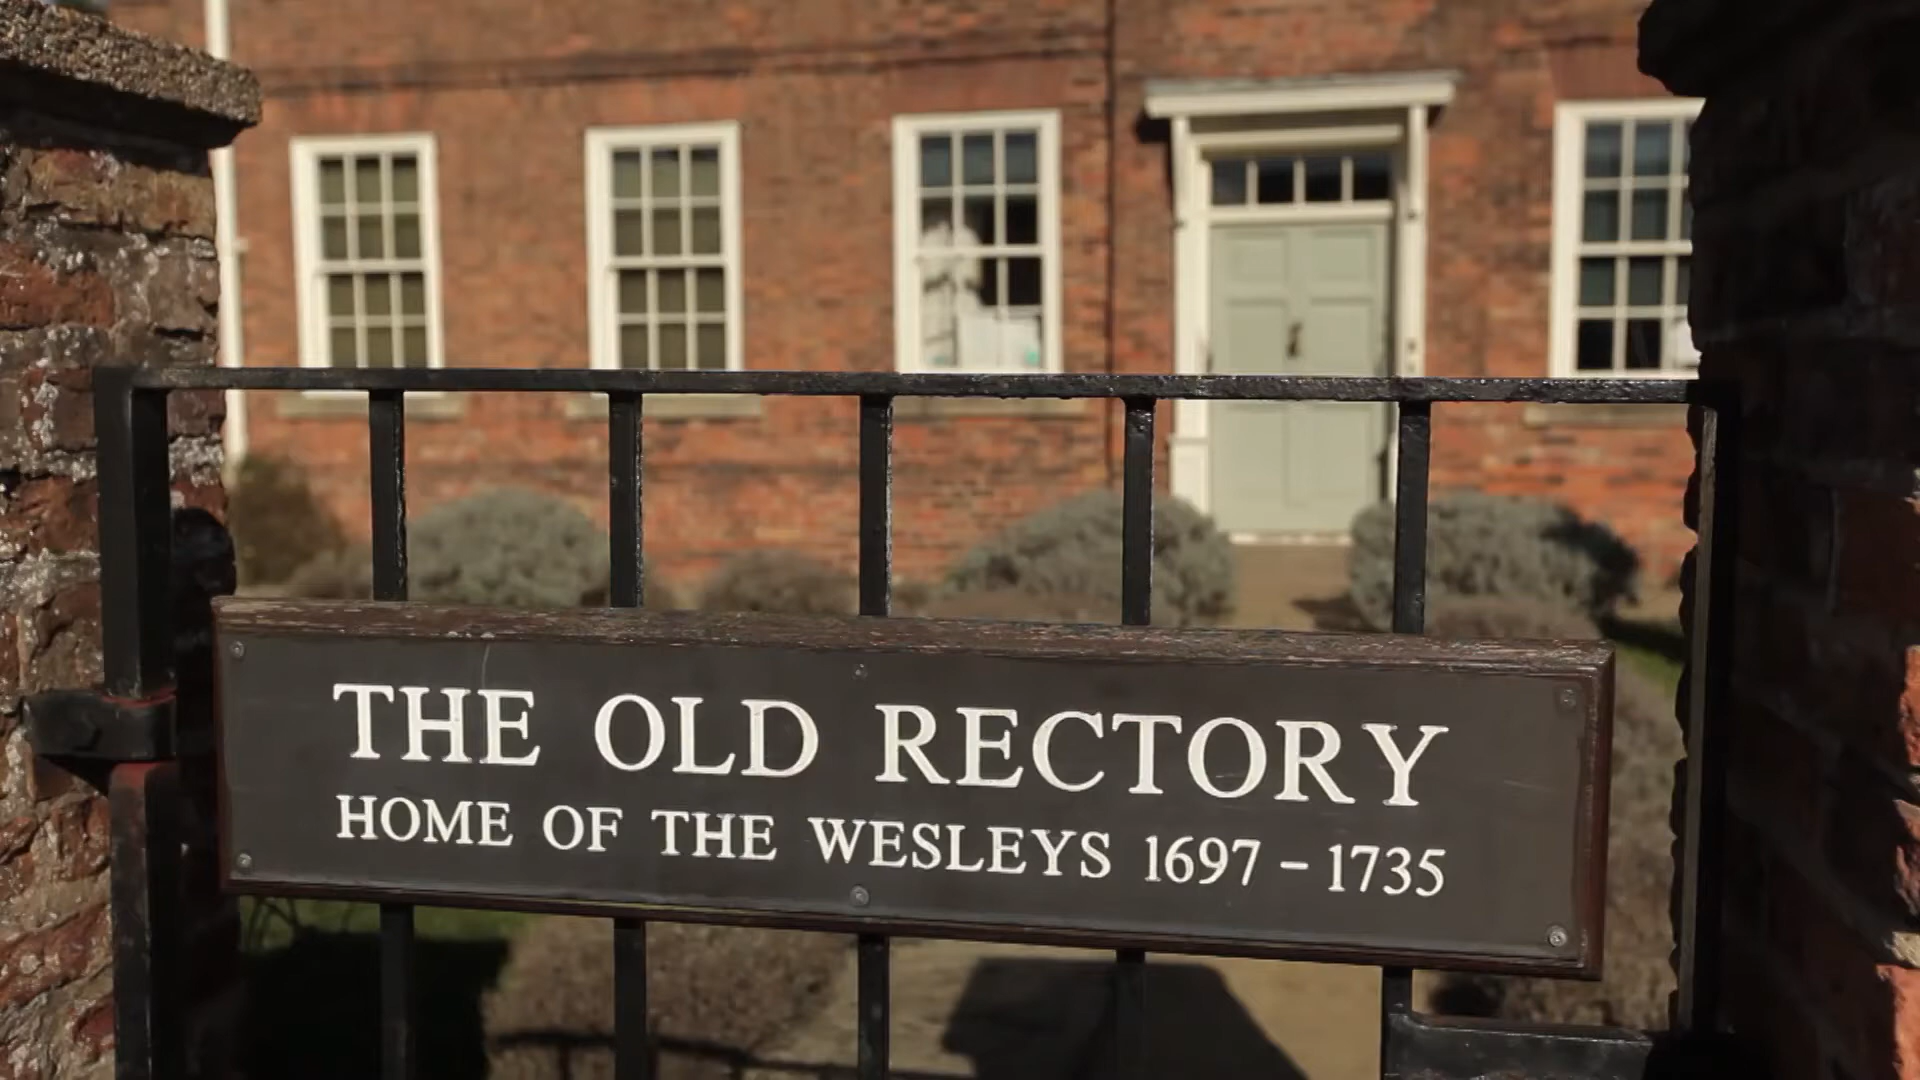 THE OLD RECTORY
HOME OF THE WESLEYS 1697 – 1735